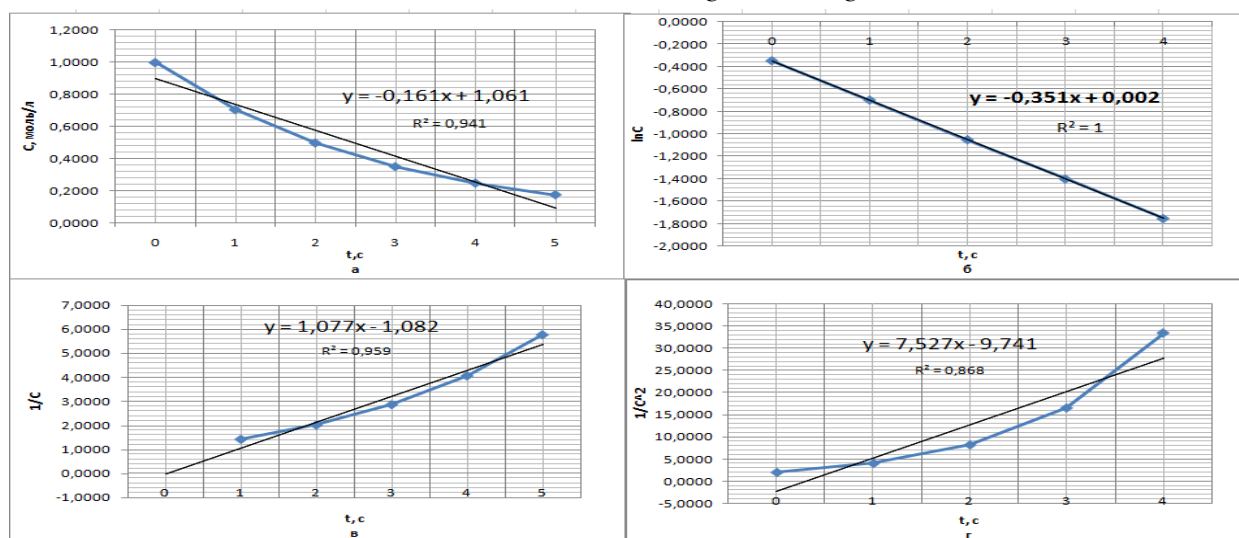 1,2000
1,0000
0,8000
0,6000
0,4000
0,2000
0,0000
C, моль/л
y = -0,161x + 1,061
R² = 0,941
0 1 2 3 4 5
t,c
а
0,0000
-0,2000
-0,4000
-0,6000
-0,8000
-1,0000
-1,2000
-1,4000
-1,6000
-1,8000
-2,0000
lnC
0 1 2 3 4
y = -0,351x + 0,002
R² = 1
t, c
б
7,0000
6,0000
5,0000
4,0000
3,0000
2,0000
1,0000
0,0000
-1,0000
1/C
y = 1,077x - 1,082
R² = 0,959
0 1 2 3 4 5
t, c
в
40,0000
35,0000
30,0000
25,0000
20,0000
15,0000
10,0000
5,0000
0,0000
-5,0000
1/C^2
y = 7,527x - 9,741
R² = 0,868
0 1 2 3 4
t, c
г